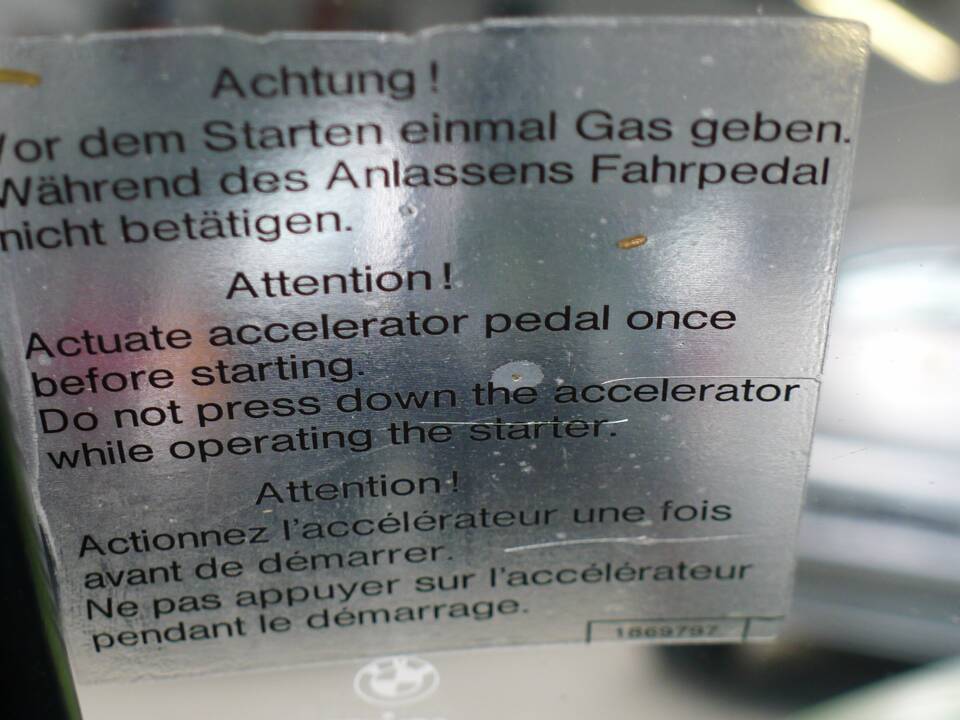 Achtung!
Vor dem Starten einmal Gas geben.
Während des Anlassens Fahrpedal
nicht betätigen.
Attention!
Actuate accelerator pedal once
before starting.
Do not press down the accelerator
while operating the starter.
Attention!
Actionnez l'accélérateur une fois
avant de démarrer.
Ne pas appuyer sur l'accélérateur
pendant le démarrage.
1869797